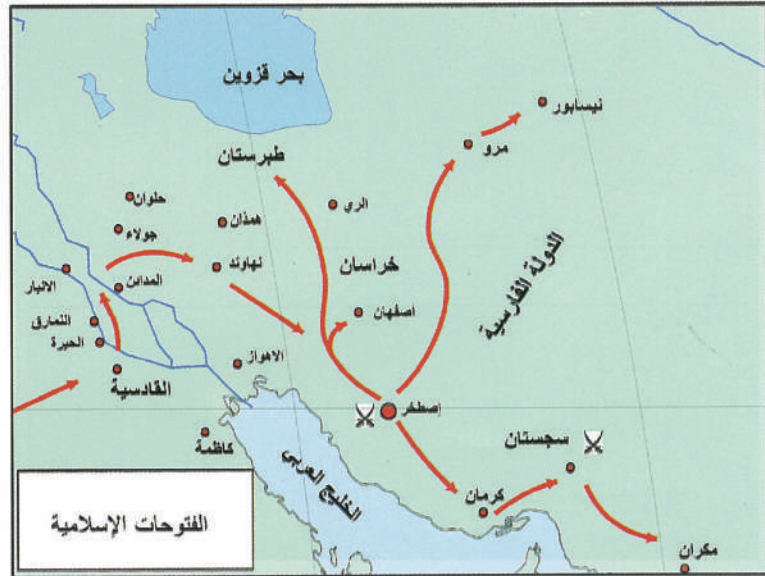 بحر قزوين
نيسابور
مرو
طبرستان
الري
حلوان
همذان
جولاء
خراسان
نهاوند
الدولة الفارسية
الانبار
المدائن
أصفهان
النمارق
الحيرة
الاهواز
القادسية
إصطخر
كاظمة
سجستان
الخليج العربي
كرمان
مكران
الفتوحات الإسلامية